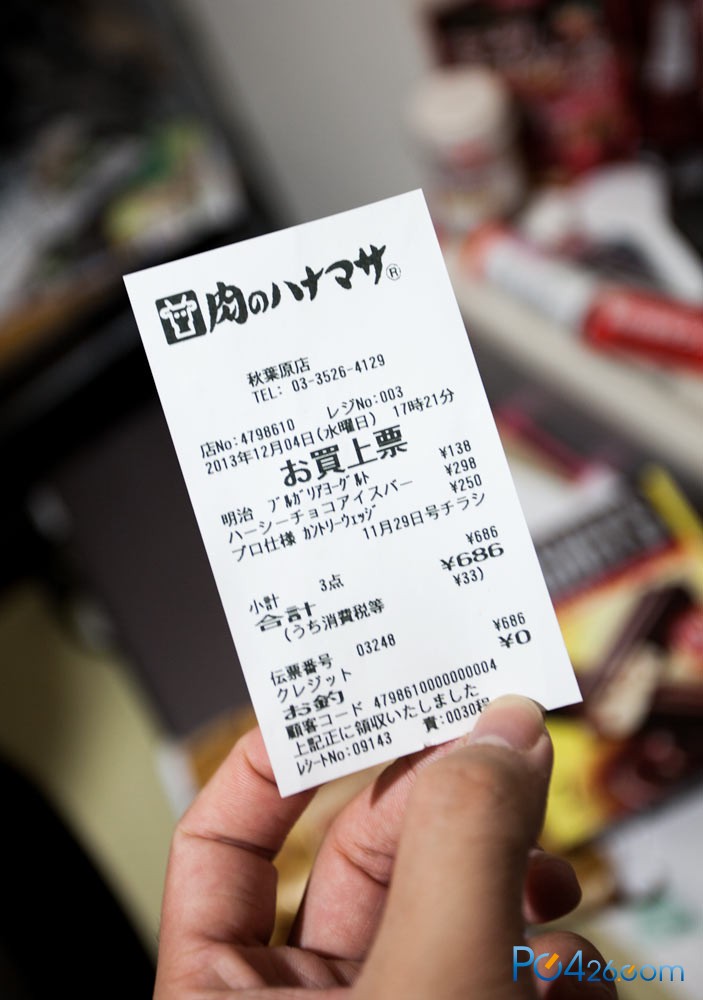 肉のハナマサ®
秋葉原店
TEL: 03-3526-4129
店No:4798610 レジNo:003
2013年12月04日(水曜日) 17時21分
お買上票
明治 ブルガリアヨーグルト ¥138
ハーシーチョコアイスバー ¥298
プロ仕様 カントリーウェッジ ¥250
11月29日号チラシ
小計 3点 ¥686
合計 ¥686
(うち消費税等 ¥33)
伝票番号 03248
クレジット ¥686
お釣 ¥0
顧客コード 4798610000000004
上記正に領収いたしました
レシートNo:09143 責:0030
PC426.com